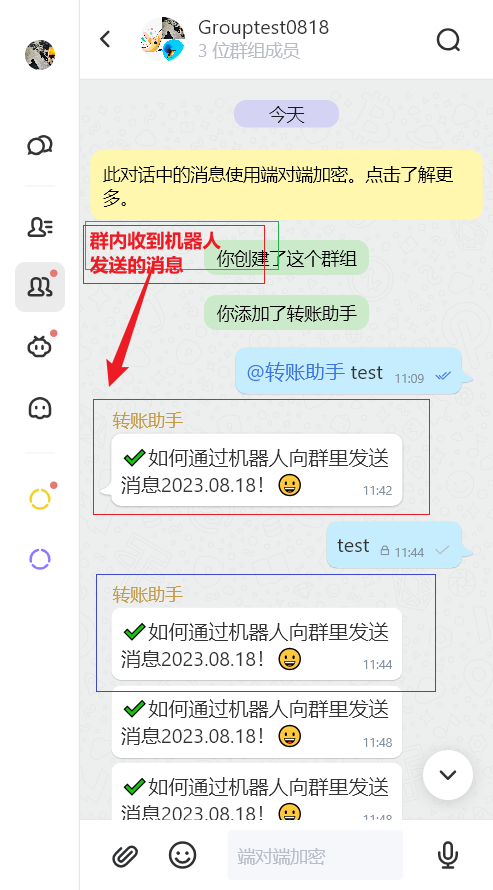 Grouptest0818
3 位群组成员
今天
此对话中的消息使用端对端加密。点击了解更
多。
群内收到机器人
发送的消息
你创建了这个群组
你添加了转账助手
@转账助手 test 11:09
转账助手
如何通过机器人向群里发送
消息2023.08.18！ 11:42
test 11:44
转账助手
如何通过机器人向群里发送
消息2023.08.18！ 11:44
如何通过机器人向群里发送
消息2023.08.18！ 11:48
如何通过机器人向群里发送
消息2023.08.18！ 11:48
端对端加密